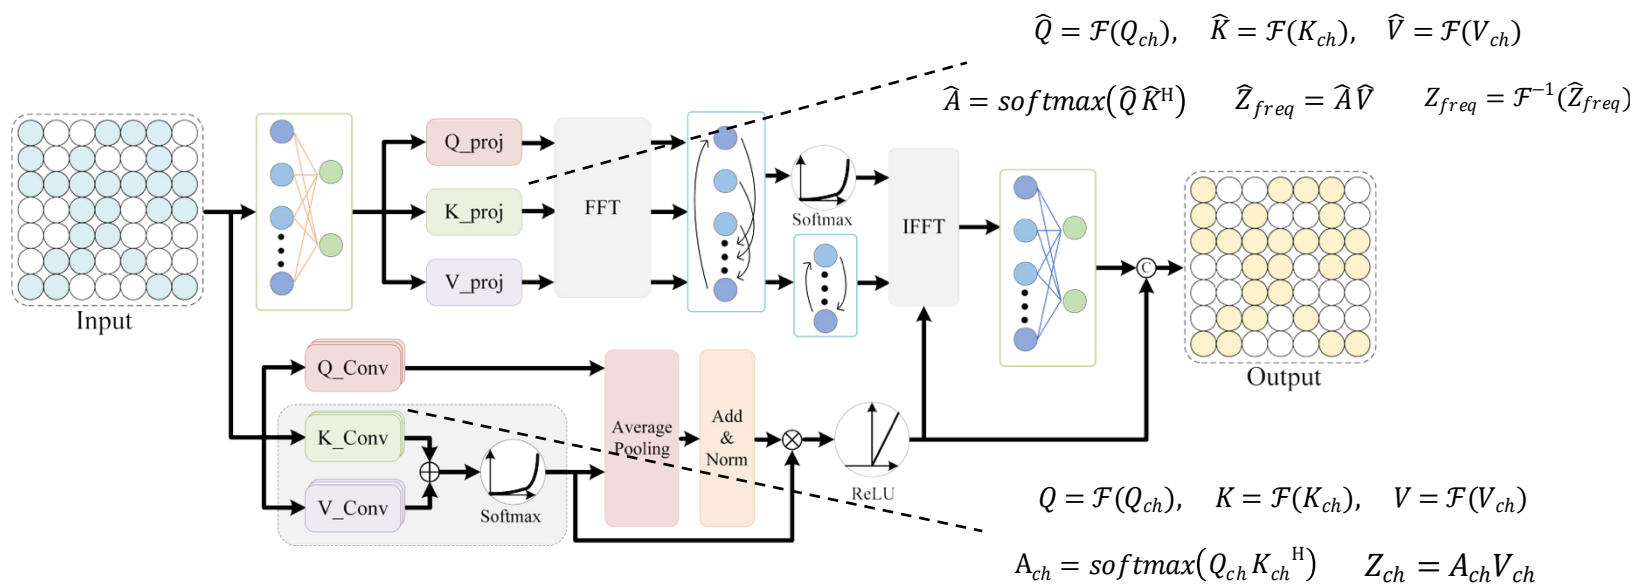 Q̂ = ℱ(Q_ch),   K̂ = ℱ(K_ch),   V̂ = ℱ(V_ch)
Â = softmax(Q̂ K̂^H)   Ẑ_freq = Â V̂   Z_freq = ℱ^{-1}(Ẑ_freq)
Q_proj
K_proj
V_proj
FFT
Softmax
IFFT
C
Input
Output
Q_Conv
K_Conv
V_Conv
Softmax
Average
Pooling
Add
&
Norm
ReLU
Q = ℱ(Q_ch),   K = ℱ(K_ch),   V = ℱ(V_ch)
A_ch = softmax(Q_ch K_ch^H)   Z_ch = A_ch V_ch